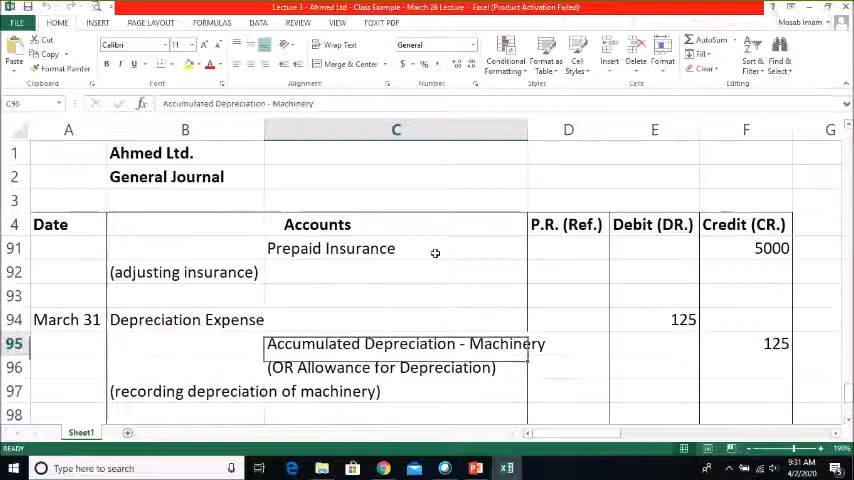 Lecture 3 - Ahmed Ltd - Class Example - March 26 Lecture - Excel (Product Activation Failed)
FILE HOME INSERT PAGE LAYOUT FORMULAS DATA REVIEW VIEW FOXIT PDF Mosab Imam
Cut
Copy
Format Painter
Paste
Clipboard
Calibri 11
B I U
Font
Wrap Text
Merge & Center
Alignment
General
$ % ,
Number
Conditional Formatting
Format as Table
Cell Styles
Styles
Insert Delete Format
Cells
AutoSum
Fill
Clear
Sort & Filter
Find & Select
Editing
C95 fx Accumulated Depreciation - Machinery
A B C D E F G
1 Ahmed Ltd.
2 General Journal
3
4 Date Accounts P.R. (Ref.) Debit (DR.) Credit (CR.)
91 Prepaid Insurance 5000
92 (adjusting insurance)
93
94 March 31 Depreciation Expense 125
95 Accumulated Depreciation - Machinery 125
96 (OR Allowance for Depreciation)
97 (recording depreciation of machinery)
98
Sheet1
READY 190%
Type here to search
9:31 AM
4/2/2020